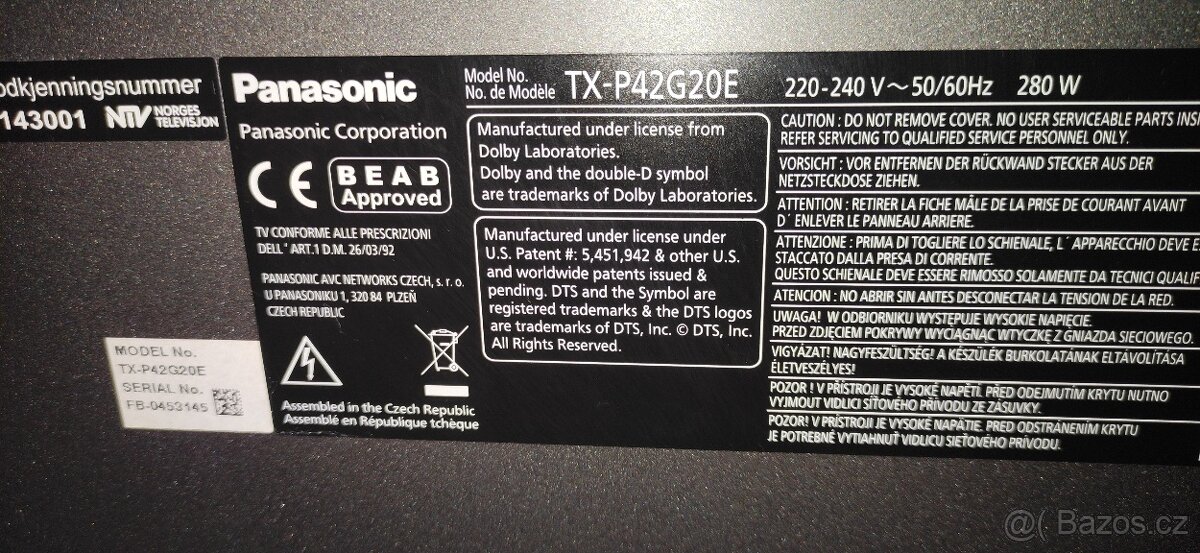 odkjenningsnummer
143001 NTV NORGES
TELEVISJON
Panasonic
Panasonic Corporation
CE
BEAB
Approved
TV CONFORME ALLE PRESCRIZIONI
DELL' ART.1 D.M. 26/03/92
PANASONIC AVC NETWORKS CZECH, s. r. o.
U PANASONIKU 1, 320 84 PLZEŇ
CZECH REPUBLIC
Assembled in the Czech Republic
Assemblé en République tchèque
MODEL No.
TX-P42G20E
SERIAL No.
FB-0453145
Model No.
No. de Modèle TX-P42G20E
220-240 V~50/60Hz 280 W
Manufactured under license from
Dolby Laboratories.
Dolby and the double-D symbol
are trademarks of Dolby Laboratories.
Manufactured under license under
U.S. Patent #: 5,451,942 & other U.S.
and worldwide patents issued &
pending. DTS and the Symbol are
registered trademarks & the DTS logos
are trademarks of DTS, Inc. © DTS, Inc.
All Rights Reserved.
CAUTION : DO NOT REMOVE COVER. NO USER SERVICEABLE PARTS INSI
REFER SERVICING TO QUALIFIED SERVICE PERSONNEL ONLY.
VORSICHT : VOR ENTFERNEN DER RÜCKWAND STECKER AUS DER
NETZSTECKDOSE ZIEHEN.
ATTENTION : RETIRER LA FICHE MÂLE DE LA PRISE DE COURANT AVANT
D´ ENLEVER LE PANNEAU ARRIERE.
ATTENZIONE : PRIMA DI TOGLIERE LO SCHIENALE, L´ APPARECCHIO DEVE E
STACCATO DALLA PRESA DI CORRENTE.
QUESTO SCHIENALE DEVE ESSERE RIMOSSO SOLAMENTE DA TECNICI QUALIF
ATENCION : NO ABRIR SIN ANTES DESCONECTAR LA TENSION DE LA RED.
UWAGA! W ODBIORNIKU WYSTĘPUJE WYSOKIE NAPIĘCIE.
PRZED ZDJĘCIEM POKRYWY WYCIĄGNĄĆ WTYCZKĘ Z GNIAZDA SIECIOWEGO.
VIGYÁZAT! NAGYFESZÜLTSÉG! A KÉSZÜLÉK BURKOLATÁNAK ELTÁVOLÍTÁSA
ÉLETVESZÉLYES!
POZOR ! V PŘÍSTROJI JE VYSOKÉ NAPĚTÍ. PŘED ODEJMUTÍM KRYTU NUTNO
VYJMOUT VIDLICI SÍŤOVÉHO PŘÍVODU ZE ZÁSUVKY.
POZOR! V PRÍSTROJI JE VYSOKÉ NAPÄTIE. PRED ODSTRÁNENÍM KRYTU
JE POTREBNÉ VYTIAHNUŤ VIDLICU SIEŤOVÉHO PRÍVODU.
@( Bazoš.cz